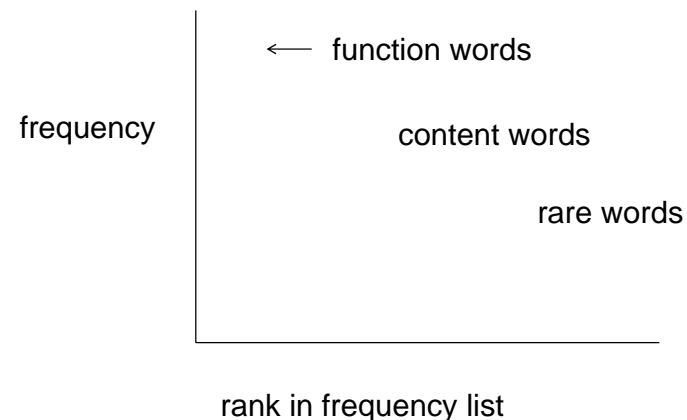 function words
frequency
content words
rare words
rank in frequency list